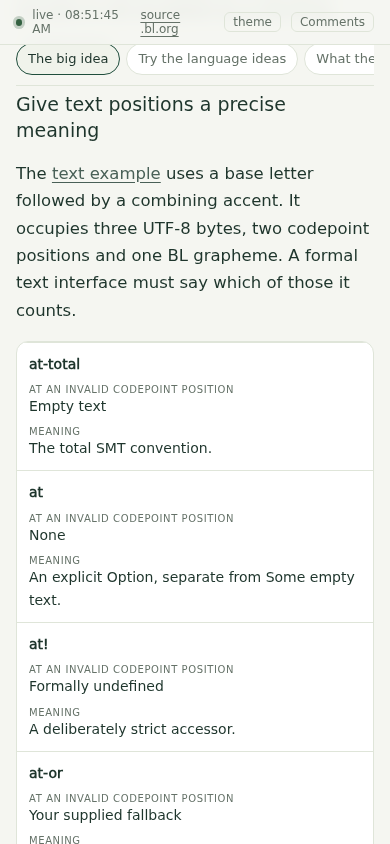 live · 08:51:45 AM
source .bl.org
theme
Comments
The big idea
Try the language ideas
What the
Give text positions a precise
meaning
The text example uses a base letter
followed by a combining accent. It
occupies three UTF-8 bytes, two codepoint
positions and one BL grapheme. A formal
text interface must say which of those it
counts.
at-total
AT AN INVALID CODEPOINT POSITION
Empty text
MEANING
The total SMT convention.
at
AT AN INVALID CODEPOINT POSITION
None
MEANING
An explicit Option, separate from Some empty
text.
at!
AT AN INVALID CODEPOINT POSITION
Formally undefined
MEANING
A deliberately strict accessor.
at-or
AT AN INVALID CODEPOINT POSITION
Your supplied fallback
MEANING